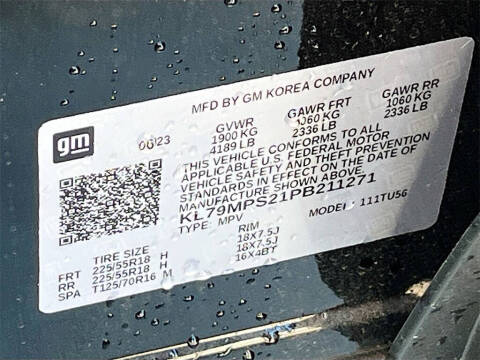 MFD BY GM KOREA COMPANY
gm
06/23
GVWR GAWR FRT GAWR RR
1900 KG 1060 KG 1060 KG
4189 LB 2336 LB 2336 LB
THIS VEHICLE CONFORMS TO ALL
APPLICABLE U.S. FEDERAL MOTOR
VEHICLE SAFETY AND THEFT PREVENTION
STANDARDS IN EFFECT ON THE DATE OF
MANUFACTURE SHOWN ABOVE.
KL79MPS21PB211271
TYPE: MPV MODEL : 111TU56
TIRE SIZE RIM
FRT 225/55R18 H 18X7.5J
RR 225/55R18 H 18X7.5J
SPA T125/70R16 M 16X4BT